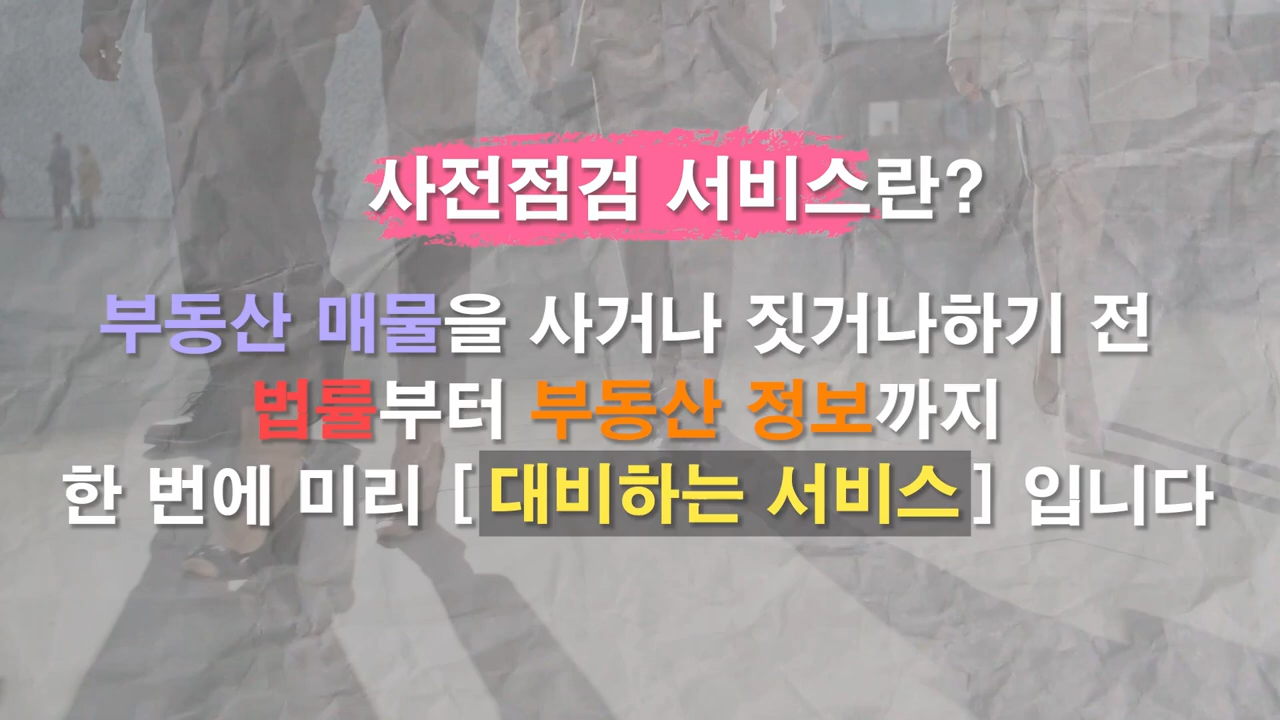 사전점검 서비스란?
부동산 매물을 사거나 짓거나하기 전
법률부터 부동산 정보까지
한 번에 미리 [대비하는 서비스] 입니다